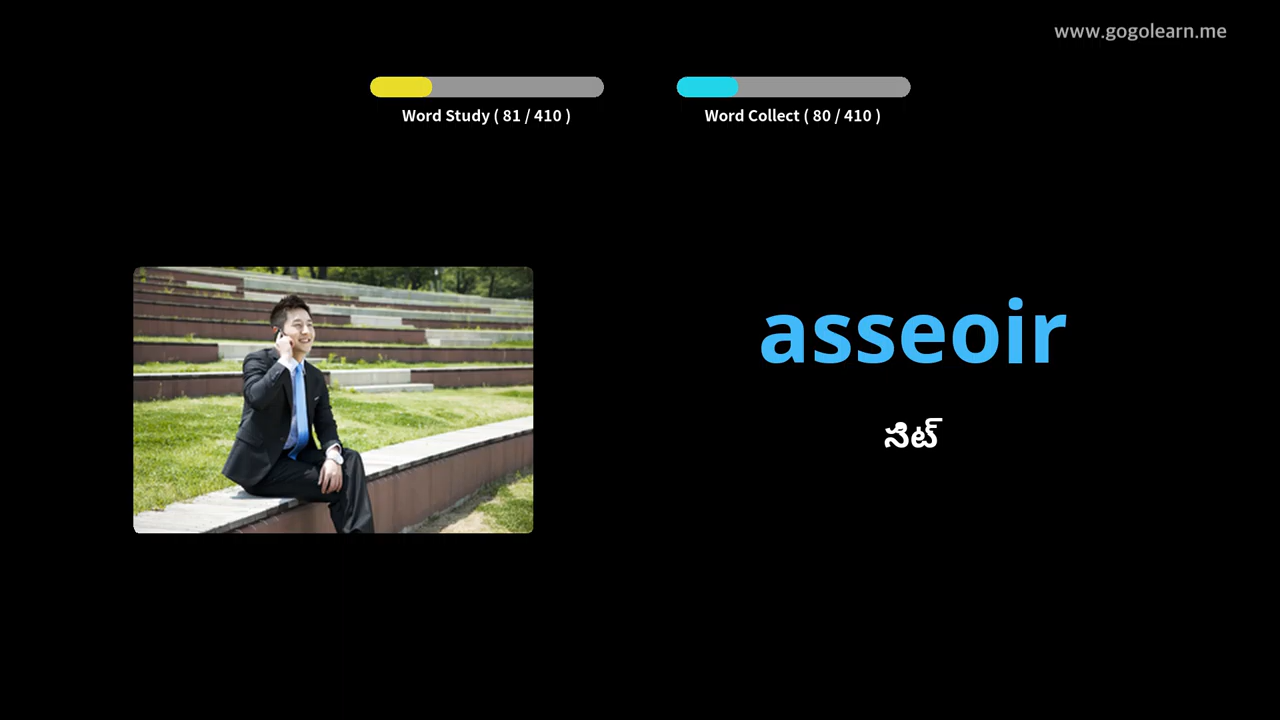 www.gogolearn.me
Word Study ( 81 / 410 )
Word Collect ( 80 / 410 )
asseoir
సిట్